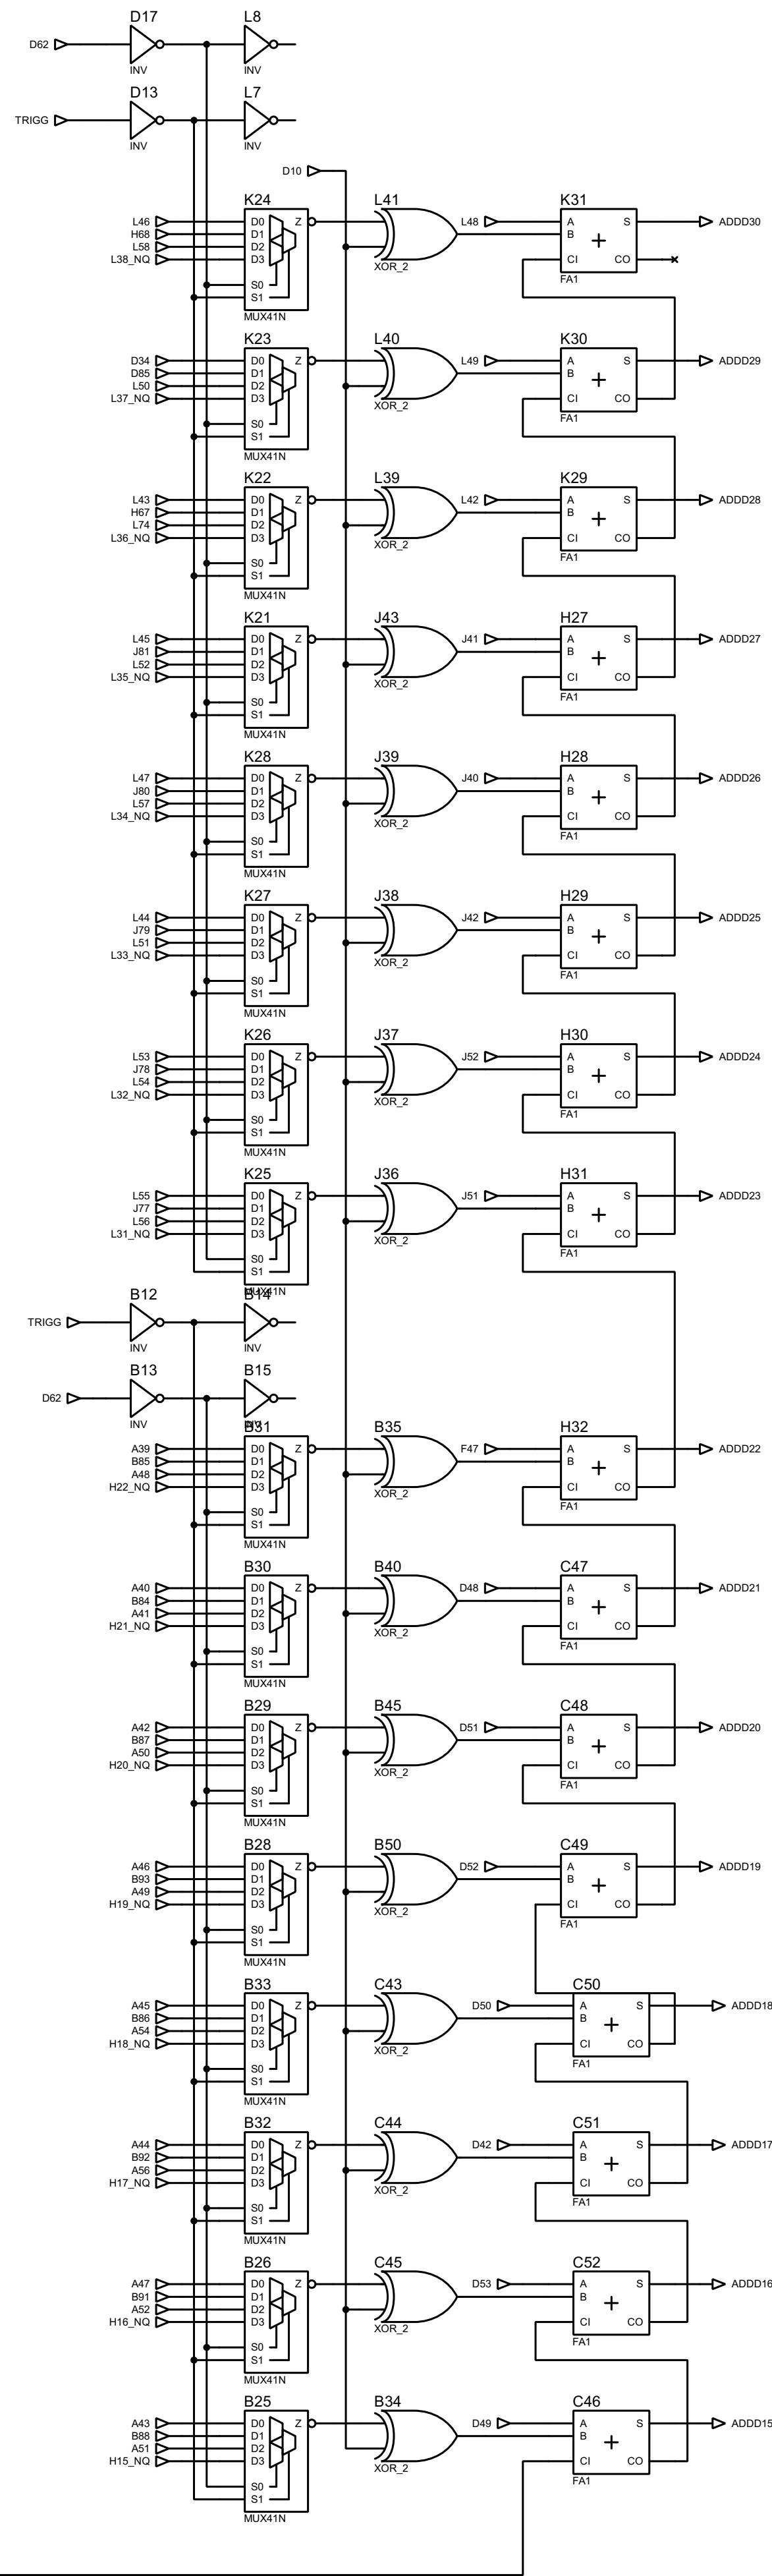 D17 L8
D62
INV INV
D13 L7
TRIGG
INV INV
D10
K24 L41 K31
L46 D0 Z L48 A S ADDD30
H68 D1 B
L58 D2
L38_NQ D3 CI CO
XOR_2 FA1
S0
S1
MUX41N
K23 L40 K30
D34 D0 Z L49 A S ADDD29
D85 D1 B
L50 D2
L37_NQ D3 CI CO
XOR_2 FA1
S0
S1
MUX41N
K22 L39 K29
L43 D0 Z L42 A S ADDD28
H67 D1 B
L74 D2
L36_NQ D3 CI CO
XOR_2 FA1
S0
S1
MUX41N
K21 J43 H27
L45 D0 Z J41 A S ADDD27
J81 D1 B
L52 D2
L35_NQ D3 CI CO
XOR_2 FA1
S0
S1
MUX41N
K28 J39 H28
L47 D0 Z J40 A S ADDD26
J80 D1 B
L57 D2
L34_NQ D3 CI CO
XOR_2 FA1
S0
S1
MUX41N
K27 J38 H29
L44 D0 Z J42 A S ADDD25
J79 D1 B
L51 D2
L33_NQ D3 CI CO
XOR_2 FA1
S0
S1
MUX41N
K26 J37 H30
L53 D0 Z J52 A S ADDD24
J78 D1 B
L54 D2
L32_NQ D3 CI CO
XOR_2 FA1
S0
S1
MUX41N
K25 J36 H31
L55 D0 Z J51 A S ADDD23
J77 D1 B
L56 D2
L31_NQ D3 CI CO
XOR_2 FA1
S0
S1
MUX41N
B12 B14
TRIGG
INV INV
B13 B15
D62
INV INV
B31 B35 H32
A39 D0 Z F47 A S ADDD22
B85 D1 B
A48 D2
H22_NQ D3 CI CO
XOR_2 FA1
S0
S1
MUX41N
B30 B40 C47
A40 D0 Z D48 A S ADDD21
B84 D1 B
A41 D2
H21_NQ D3 CI CO
XOR_2 FA1
S0
S1
MUX41N
B29 B45 C48
A42 D0 Z D51 A S ADDD20
B87 D1 B
A50 D2
H20_NQ D3 CI CO
XOR_2 FA1
S0
S1
MUX41N
B28 B50 C49
A46 D0 Z D52 A S ADDD19
B93 D1 B
A49 D2
H19_NQ D3 CI CO
XOR_2 FA1
S0
S1
MUX41N
B33 C43 C50
A45 D0 Z D50 A S ADDD18
B86 D1 B
A54 D2
H18_NQ D3 CI CO
XOR_2 FA1
S0
S1
MUX41N
B32 C44 C51
A44 D0 Z D42 A S ADDD17
B92 D1 B
A56 D2
H17_NQ D3 CI CO
XOR_2 FA1
S0
S1
MUX41N
B26 C45 C52
A47 D0 Z D53 A S ADDD16
B91 D1 B
A52 D2
H16_NQ D3 CI CO
XOR_2 FA1
S0
S1
MUX41N
B25 B34 C46
A43 D0 Z D49 A S ADDD15
B88 D1 B
A51 D2
H15_NQ D3 CI CO
XOR_2 FA1
S0
S1
MUX41N